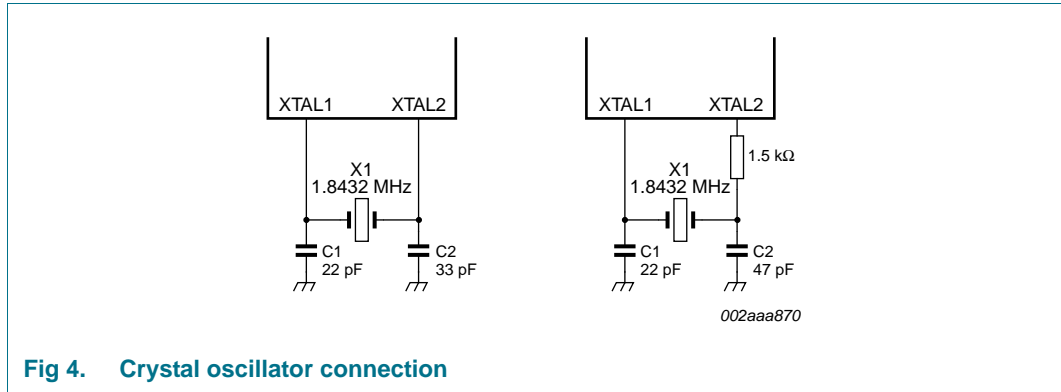 XTAL1 XTAL2
X1
1.8432 MHz
C1
22 pF
C2
33 pF
XTAL1 XTAL2
1.5 kΩ
X1
1.8432 MHz
C1
22 pF
C2
47 pF
002aaa870
Fig 4. Crystal oscillator connection